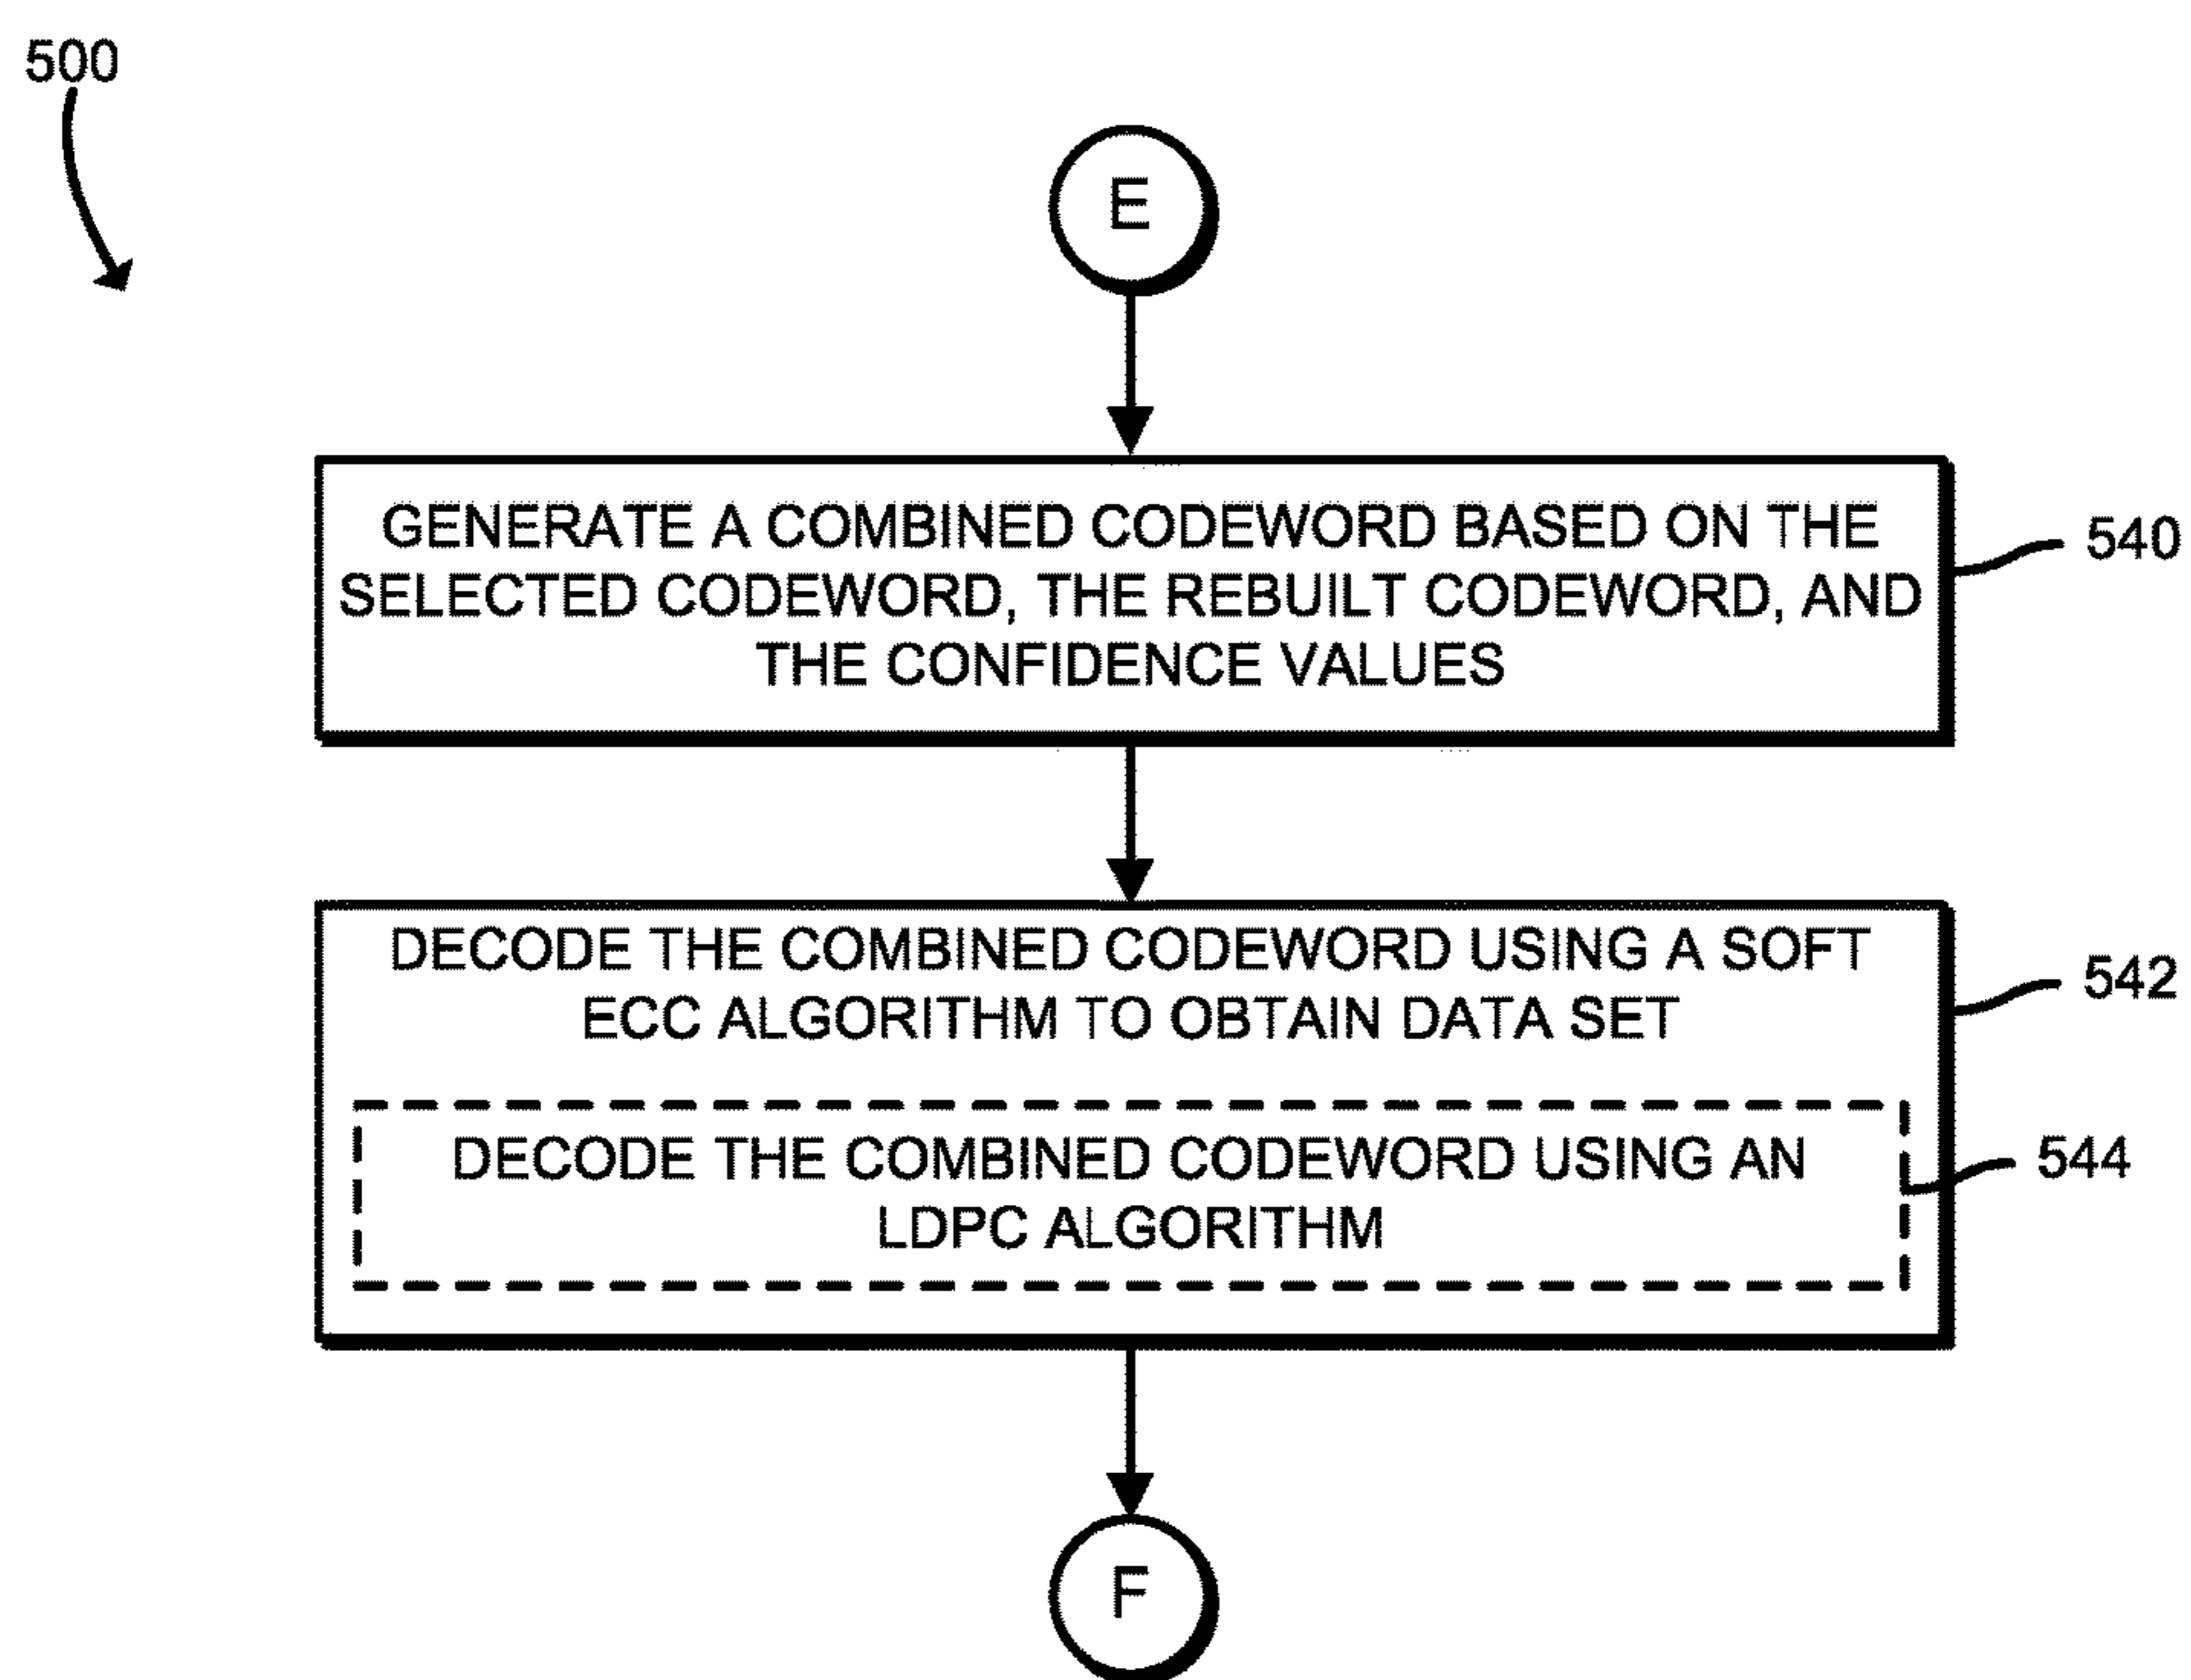 500
E
GENERATE A COMBINED CODEWORD BASED ON THE
SELECTED CODEWORD, THE REBUILT CODEWORD, AND
THE CONFIDENCE VALUES
540
DECODE THE COMBINED CODEWORD USING A SOFT
ECC ALGORITHM TO OBTAIN DATA SET
542
DECODE THE COMBINED CODEWORD USING AN
LDPC ALGORITHM
544
F